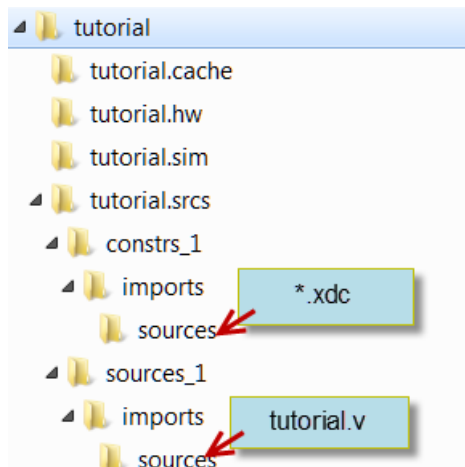 tutorial
tutorial.cache
tutorial.hw
tutorial.sim
tutorial.srcs
constrs_1
imports
*.xdc
sources
sources_1
imports
tutorial.v
sources